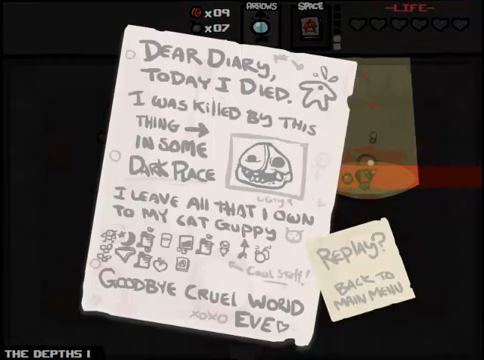 x09
x07
ARROWS
SPACE
-LIFE-
DEAR DIARY,
TODAY I DIED.
I WAS KILLED BY THIS
THING
IN SOME
DARK PLACE
I LEAVE ALL THAT I OWN
TO MY CAT GUPPY
Cool Stuff!
GOODBYE CRUEL WORLD
XOXO
EVE
Replay?
BACK TO
MAIN MENU
THE DEPTHS I